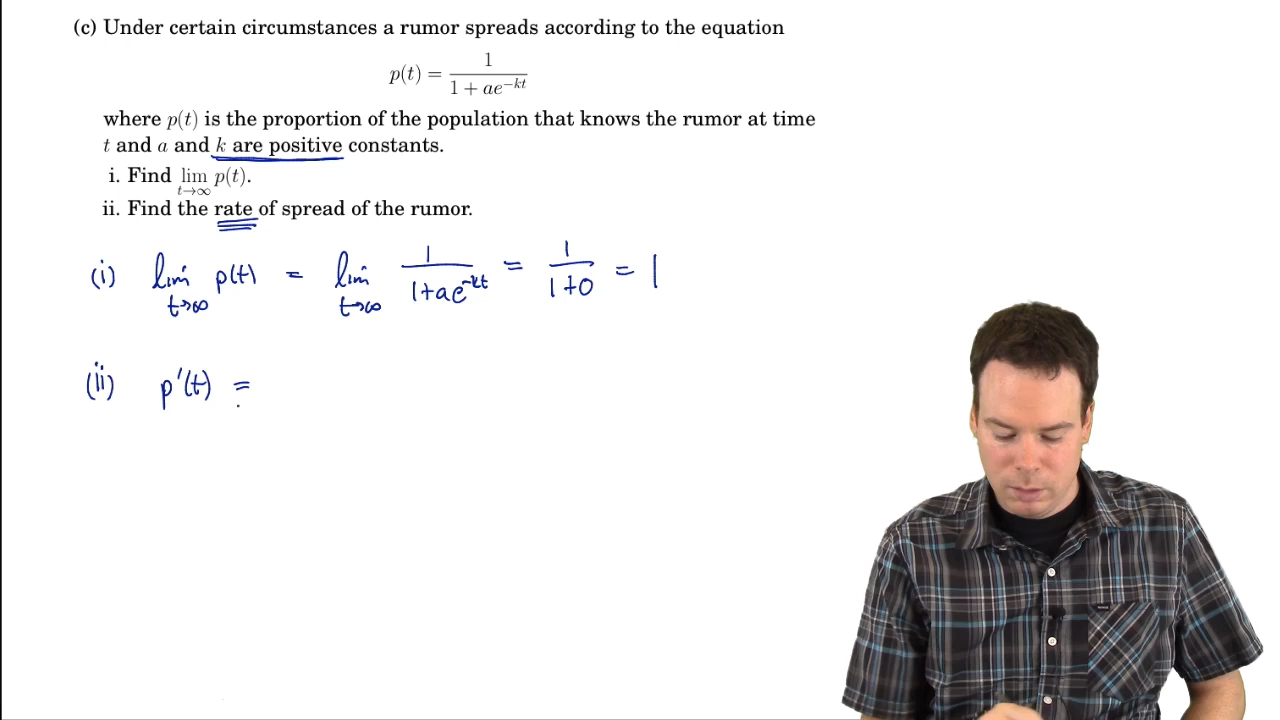 (c) Under certain circumstances a rumor spreads according to the equation
p(t) = 1 / (1 + ae^{-kt})
where p(t) is the proportion of the population that knows the rumor at time
t and a and k are positive constants.
i. Find lim_{t→∞} p(t).
ii. Find the rate of spread of the rumor.
(i) lim_{t→∞} p(t) = lim_{t→∞} 1 / (1+ae^{-kt}) = 1 / (1+0) = 1
(ii) p'(t) =